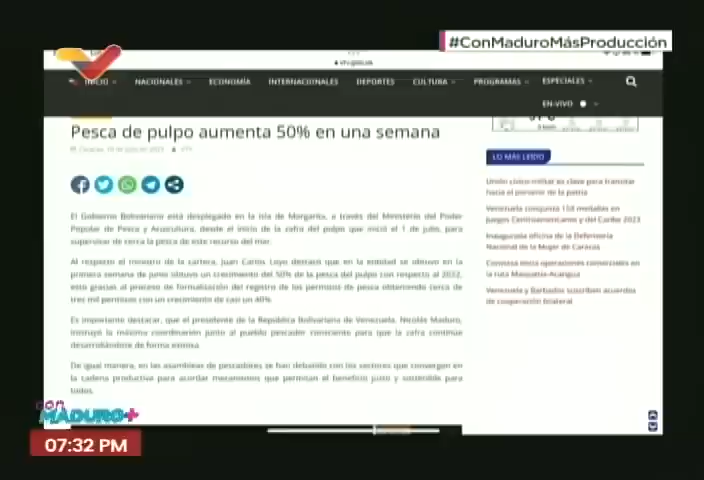 #ConMaduroMásProducción
INICIO
NACIONALES
ECONOMÍA
INTERNACIONALES
DEPORTES
CULTURA
PROGRAMAS
ESPECIALES
EN-VIVO
Pesca de pulpo aumenta 50% en una semana
El Gobierno Bolivariano está desplegado en la isla de Margarita, a través del Ministerio del Poder
Popular de Pesca y Acuicultura, desde el inicio de la zafra del pulpo que inició el 1 de julio, para
supervisar de cerca la pesca de este recurso del mar.
Al respecto el ministro de la cartera, Juan Carlos Loyo destacó que en la entidad se obtuvo en la
primera semana de junio obtuvo un crecimiento del 50% de la pesca del pulpo con respecto al 2022,
esto gracias al proceso de formalización del registro de los permisos de pesca obteniendo cerca de
tres mil permisos con un crecimiento de casi un 40%.
Es importante destacar, que el presidente de la República Bolivariana de Venezuela, Nicolás Maduro,
instruyó la máxima coordinación junto al pueblo pescador consciente para que la zafra continúe
desarrollándose de forma exitosa.
De igual manera, en las asambleas de pescadores se han debatido con los sectores que convergen en
la cadena productiva para acordar mecanismos que permitan el beneficio justo y sostenible para
todos.
LO MÁS LEÍDO
Unión cívico-militar es clave para transitar
hacia el porvenir de la patria
Venezuela conquista 158 medallas en
Juegos Centroamericanos y del Caribe 2023
Inaugurada oficina de la Defensoría
Nacional de la Mujer de Caracas
Conviasa inicia operaciones comerciales en
la ruta Maiquetía-Acarigua
Venezuela y Barbados suscriben acuerdos
de cooperación bilateral
con
MADURO+
07:32 PM